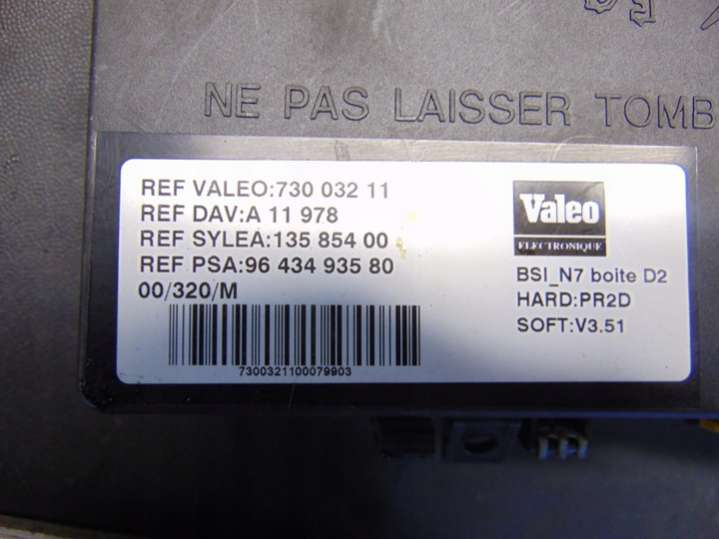 NE PAS LAISSER TOMB
REF VALEO:730 032 11
REF DAV:A 11 978
REF SYLEA:135 854 00
REF PSA:96 434 935 80
00/320/M
7300321100079903
Valeo
ELECTRONIQUE
BSI_N7 boite D2
HARD:PR2D
SOFT:V3.51